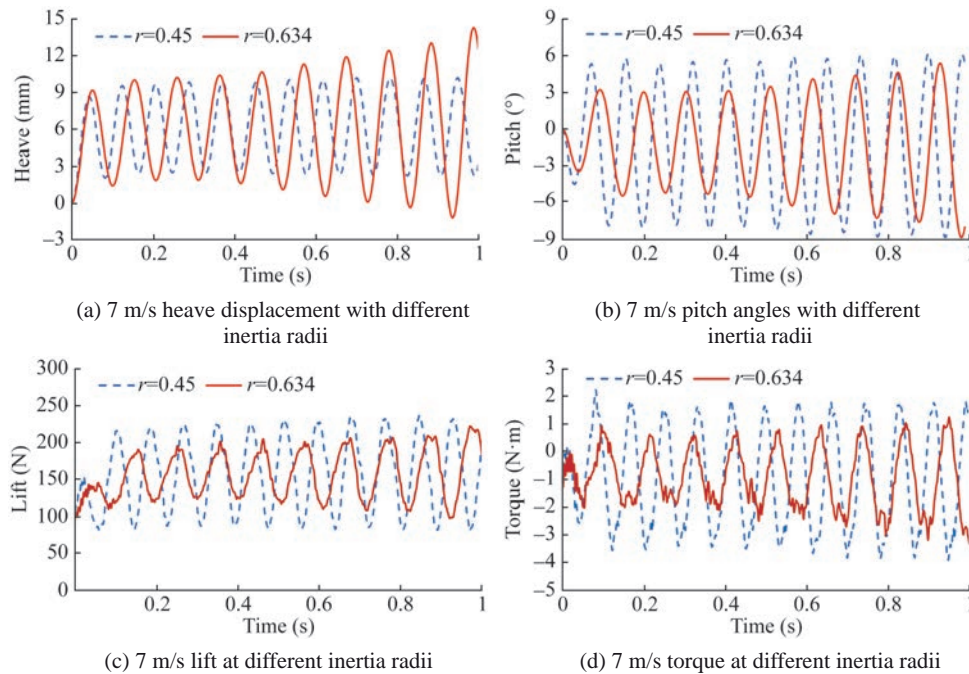 15
12
9
6
3
0
–3
Heave (mm)
r=0.45 r=0.634
0 0.2 0.4 0.6 0.8 1
Time (s)
(a) 7 m/s heave displacement with different
inertia radii
9
6
3
0
–3
–6
–9
Pitch (°)
r=0.45 r=0.634
0 0.2 0.4 0.6 0.8 1
Time (s)
(b) 7 m/s pitch angles with different
inertia radii
300
250
200
150
100
50
0
Lift (N)
r=0.45 r=0.634
0.2 0.4 0.6 0.8 1
Time (s)
(c) 7 m/s lift at different inertia radii
3
2
1
0
–1
–1
–2
–3
–4
–5
Torque (N·m)
r=0.45 r=0.634
0 0.2 0.4 0.6 0.8 1
Time (s)
(d) 7 m/s torque at different inertia radii